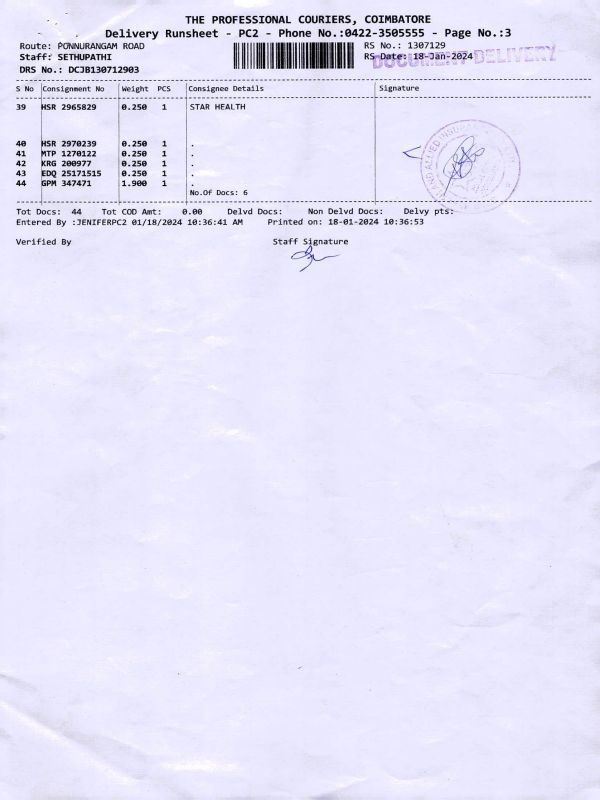 THE PROFESSIONAL COURIERS, COIMBATORE
Delivery Runsheet - PC2 - Phone No.:0422-3505555 - Page No.:3
Route: PONNURANGAM ROAD RS No.: 1307129
Staff: SETHUPATHI RS Date: 18-Jan-2024
DOCUMENT DELIVERY
DRS No.: DCJB130712903
S No Consignment No Weight PCS Consignee Details Signature
39 HSR 2965829 0.250 1 STAR HEALTH
40 HSR 2970239 0.250 1 .
41 MTP 1270122 0.250 1 .
42 KRG 200977 0.250 1 .
43 EDQ 25171515 0.250 1 .
44 GPM 347471 1.900 1 .
No.Of Docs: 6
Tot Docs: 44 Tot COD Amt: 0.00 Delvd Docs: Non Delvd Docs: Delvy pts:
Entered By :JENIFERPC2 01/18/2024 10:36:41 AM Printed on: 18-01-2024 10:36:53
Verified By Staff Signature